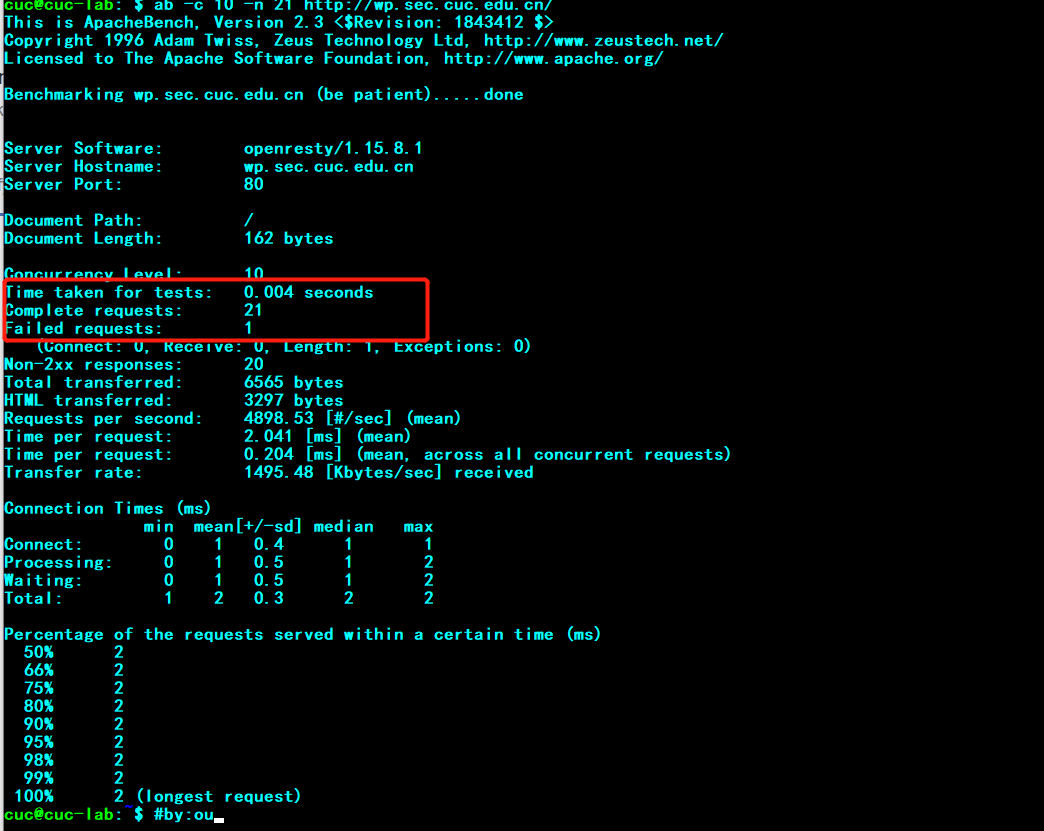 cuc@cuc-lab:~$ ab -c 10 -n 21 http://wp.sec.cuc.edu.cn/
This is ApacheBench, Version 2.3 <$Revision: 1843412 $>
Copyright 1996 Adam Twiss, Zeus Technology Ltd, http://www.zeustech.net/
Licensed to The Apache Software Foundation, http://www.apache.org/
Benchmarking wp.sec.cuc.edu.cn (be patient).....done
Server Software: openresty/1.15.8.1
Server Hostname: wp.sec.cuc.edu.cn
Server Port: 80
Document Path: /
Document Length: 162 bytes
Concurrency Level: 10
Time taken for tests: 0.004 seconds
Complete requests: 21
Failed requests: 1
(Connect: 0, Receive: 0, Length: 1, Exceptions: 0)
Non-2xx responses: 20
Total transferred: 6565 bytes
HTML transferred: 3297 bytes
Requests per second: 4898.53 [#/sec] (mean)
Time per request: 2.041 [ms] (mean)
Time per request: 0.204 [ms] (mean, across all concurrent requests)
Transfer rate: 1495.48 [Kbytes/sec] received
Connection Times (ms)
min mean[+/-sd] median max
Connect: 0 1 0.4 1 1
Processing: 0 1 0.5 1 2
Waiting: 0 1 0.5 1 2
Total: 1 2 0.3 2 2
Percentage of the requests served within a certain time (ms)
50% 2
66% 2
75% 2
80% 2
90% 2
95% 2
98% 2
99% 2
100% 2 (longest request)
cuc@cuc-lab:~$ #by:ou